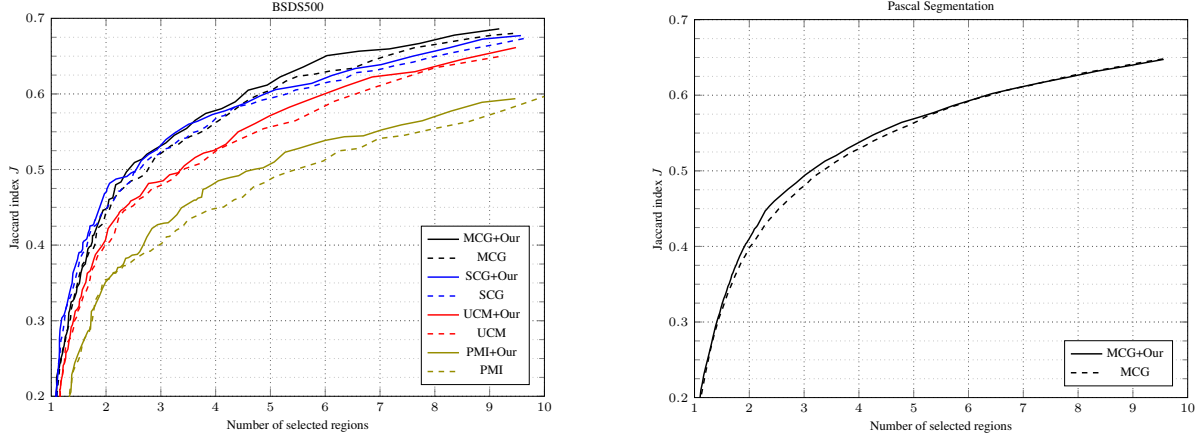 BSDS500
0.7
0.6
0.5
0.4
0.3
0.2
Jaccard index J
1 2 3 4 5 6 7 8 9 10
Number of selected regions
MCG+Our
MCG
SCG+Our
SCG
UCM+Our
UCM
PMI+Our
PMI
Pascal Segmentation
0.7
0.6
0.5
0.4
0.3
0.2
Jaccard index J
1 2 3 4 5 6 7 8 9 10
Number of selected regions
MCG+Our
MCG